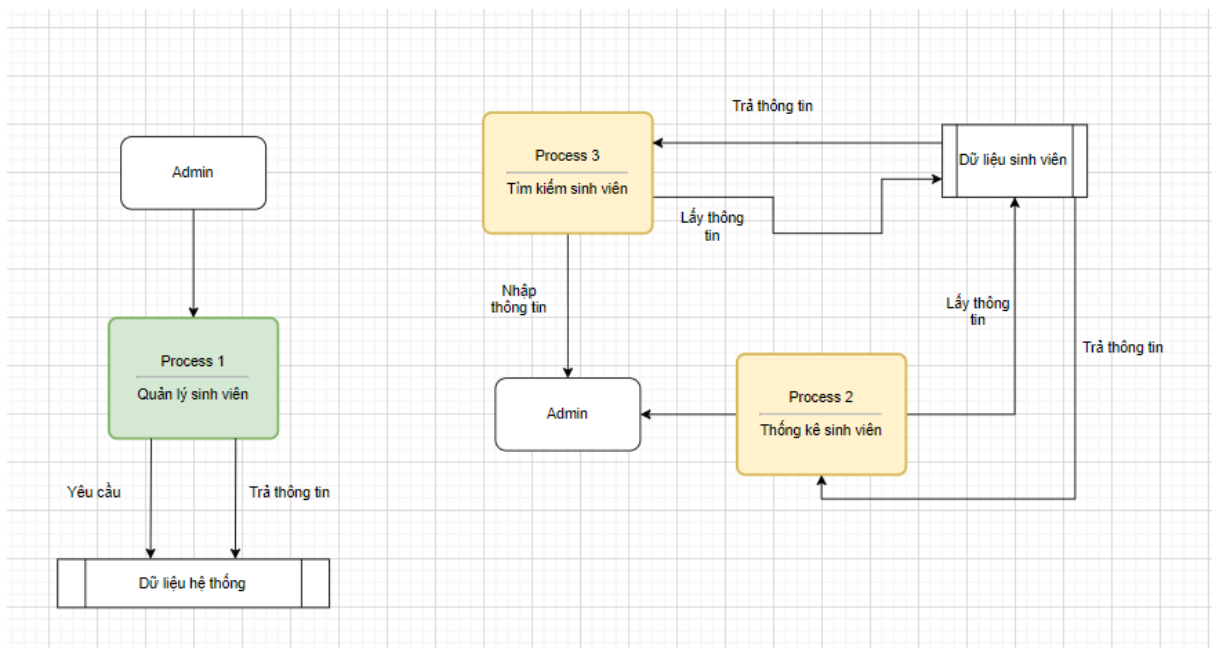 Admin
Process 1
Quản lý sinh viên
Yêu cầu
Trả thông tin
Dữ liệu hệ thống
Trả thông tin
Process 3
Tìm kiếm sinh viên
Dữ liệu sinh viên
Lấy thông
tin
Nhập
thông tin
Lấy thông
tin
Trả thông tin
Admin
Process 2
Thống kê sinh viên